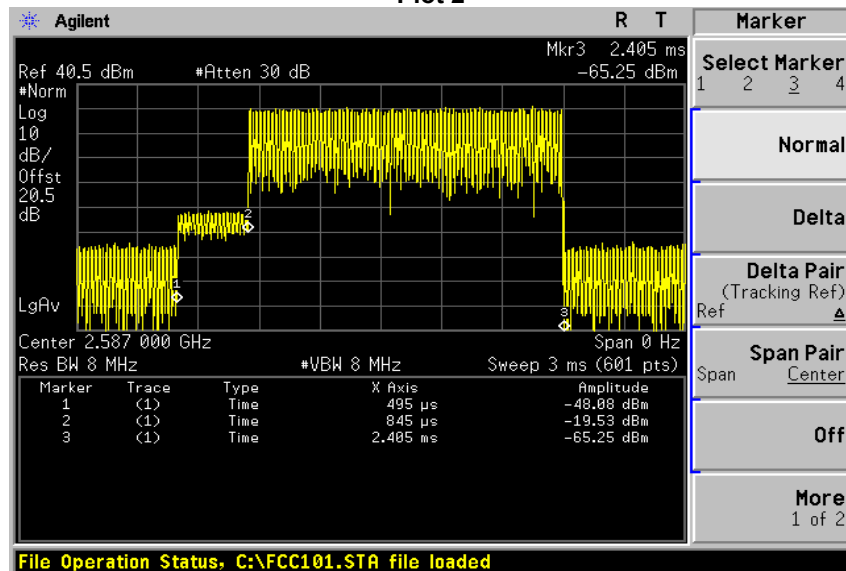 Plot 2
Agilent R T Marker
Mkr3 2.405 ms
Ref 40.5 dBm #Atten 30 dB -65.25 dBm
#Norm
Log
10
dB/
Offst
20.5
dB
LgAv
1
2
3
Center 2.587 000 GHz Span 0 Hz
Res BW 8 MHz #VBW 8 MHz Sweep 3 ms (601 pts)
Marker Trace Type X Axis Amplitude
1 (1) Time 495 µs -48.08 dBm
2 (1) Time 845 µs -19.53 dBm
3 (1) Time 2.405 ms -65.25 dBm
Select Marker
1 2 3 4
Normal
Delta
Delta Pair
(Tracking Ref)
Ref Δ
Span Pair
Span Center
Off
More
1 of 2
File Operation Status, C:\FCC101.STA file loaded